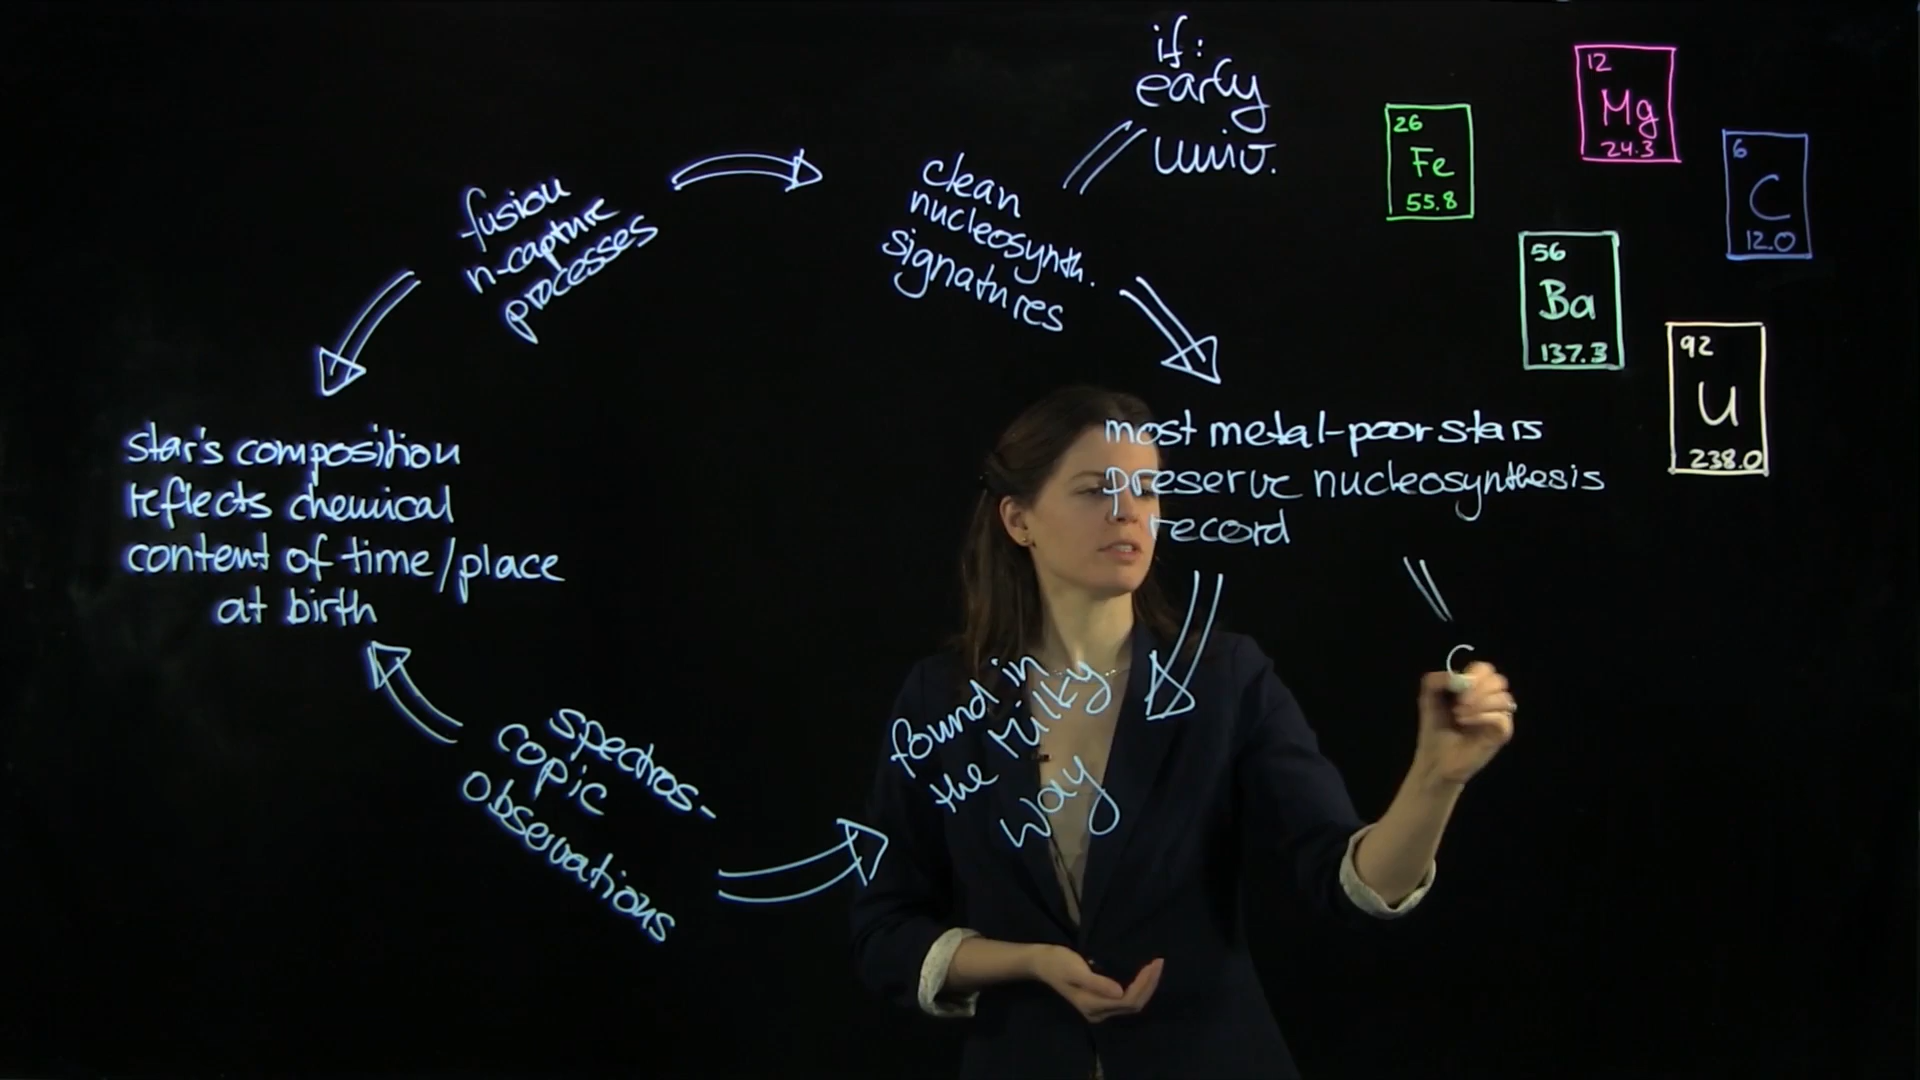 if:
early
univ.
fusion
n-capture
processes
clean
nucleosynth.
signatures
26
Fe
55.8
12
Mg
24.3
6
C
12.0
56
Ba
137.3
92
U
238.0
star's composition
reflects chemical
content of time/place
at birth
most metal-poor stars
preserve nucleosynthesis
record
spectros-
copic
observations
found in
the Milky
Way
C